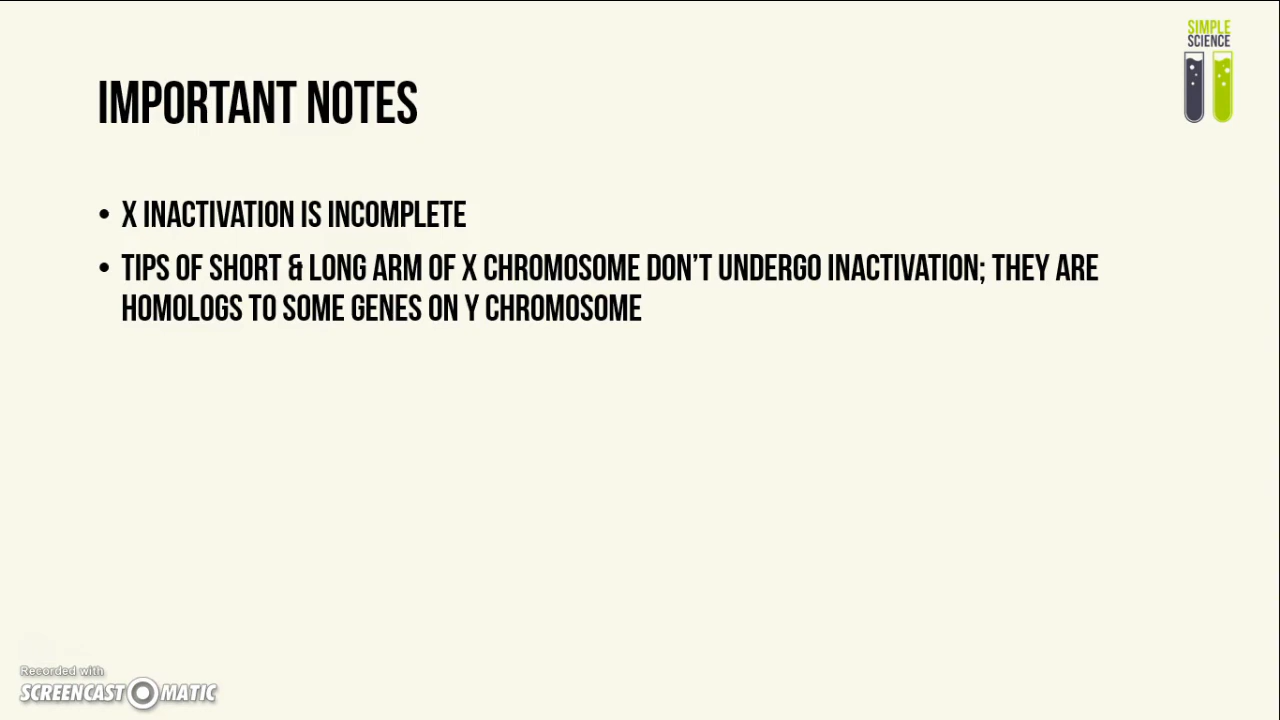 SIMPLE
SCIENCE
IMPORTANT NOTES
• X INACTIVATION IS INCOMPLETE
• TIPS OF SHORT & LONG ARM OF X CHROMOSOME DON'T UNDERGO INACTIVATION; THEY ARE
HOMOLOGS TO SOME GENES ON Y CHROMOSOME
Recorded with
SCREENCAST MATIC